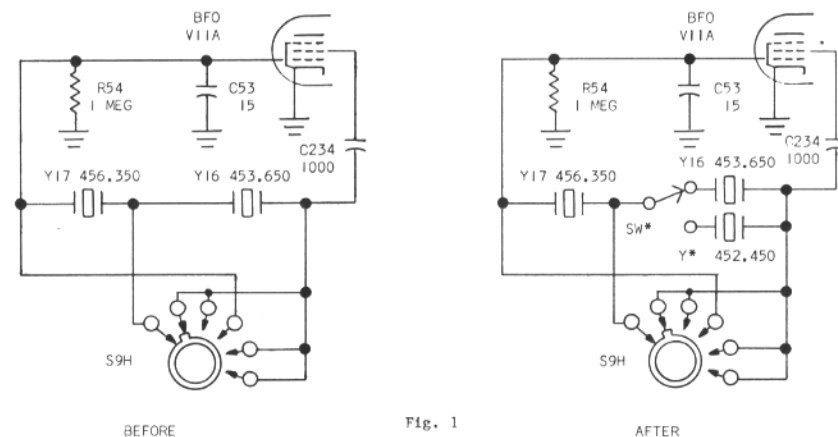 BFO
V11A
R54
1 MEG
C53
15
C234
1000
Y17 456.350
Y16 453.650
S9H
BEFORE
BFO
V11A
R54
1 MEG
C53
15
C234
1000
Y17 456.350
Y16 453.650
SW*
Y* 452.450
S9H
AFTER
Fig. 1